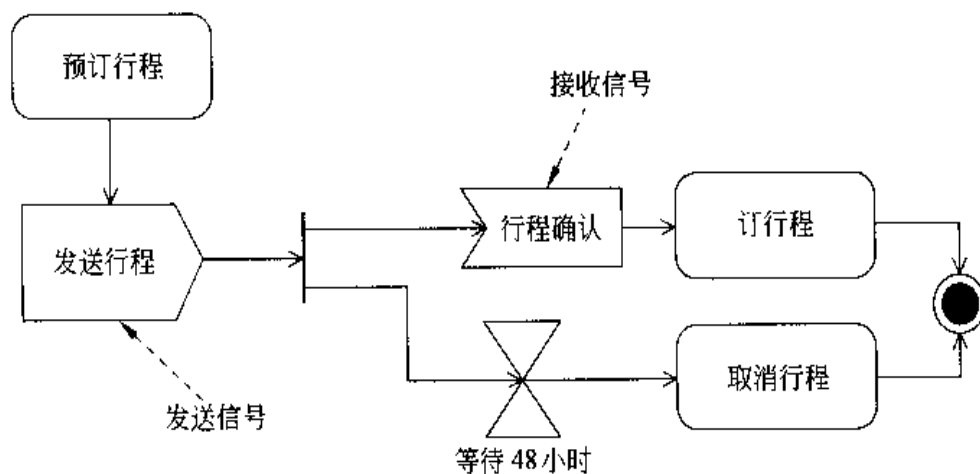 预订行程
接收信号
发送行程
行程确认
订行程
取消行程
发送信号
等待 48 小时